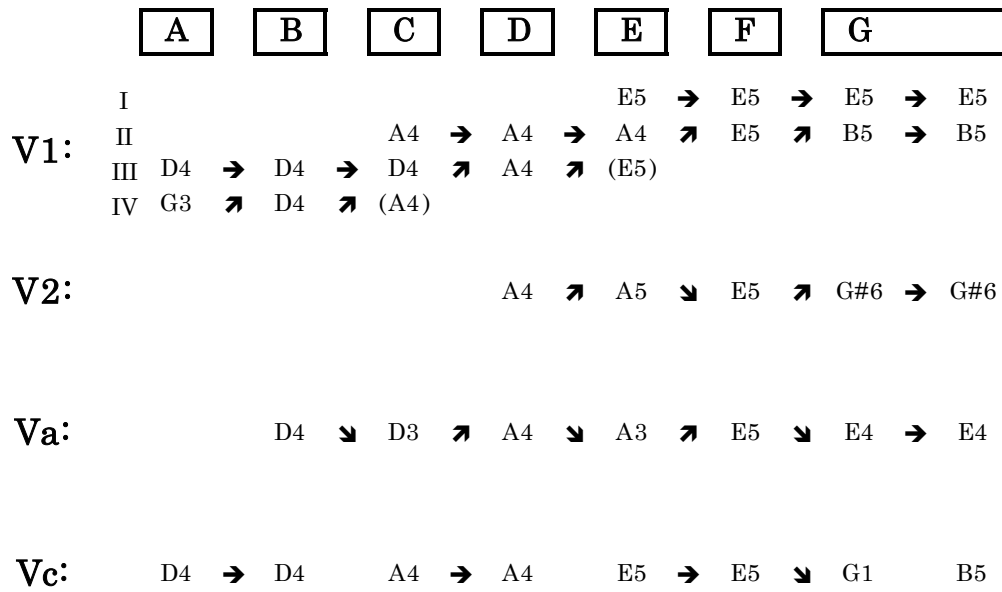 A B C D E F G
I E5 ➔ E5 ➔ E5 ➔ E5
V1: II A4 ➔ A4 ➔ A4 ➚ E5 ➚ B5 ➔ B5
III D4 ➔ D4 ➔ D4 ➚ A4 ➚ (E5)
IV G3 ➚ D4 ➚ (A4)
V2: A4 ➚ A5 ➘ E5 ➚ G#6 ➔ G#6
Va: D4 ➘ D3 ➚ A4 ➘ A3 ➚ E5 ➘ E4 ➔ E4
Vc: D4 ➔ D4 A4 ➔ A4 E5 ➔ E5 ➘ G1 B5